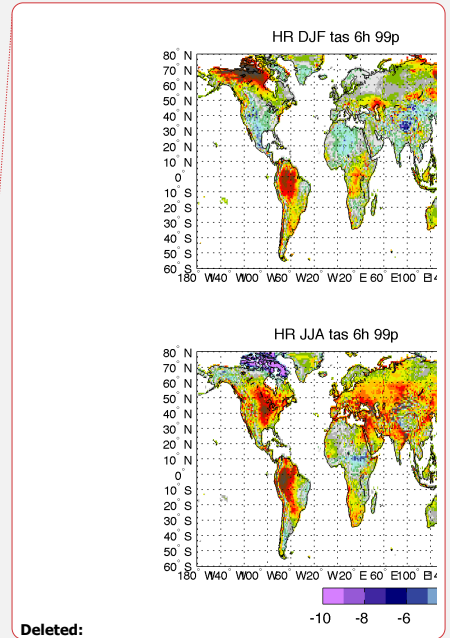 HR DJF tas 6h 99p
80° N
70° N
60° N
50° N
40° N
30° N
20° N
10° N
0°
10° S
20° S
30° S
40° S
50° S
60° S
180° W
HR JJA tas 6h 99p
80° N
70° N
60° N
50° N
40° N
30° N
20° N
10° N
0°
10° S
20° S
30° S
40° S
50° S
60° S
180° W
-10 -8 -6
Deleted: